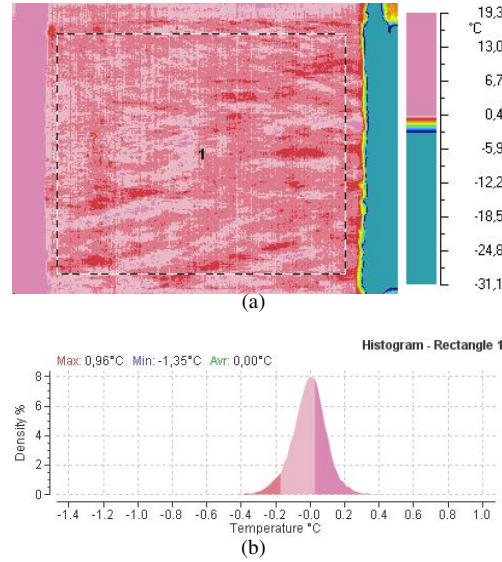 19,3
°C
13,0
6,7
0,4
-5,9
-12,2
-18,5
-24,8
-31,1
1
(a)
Histogram - Rectangle 1
Max: 0,96°C Min: -1,35°C Avr: 0,00°C
Density %
8
6
4
2
0
-1.4 -1.2 -1.0 -0.8 -0.6 -0.4 -0.2 -0.0 0.2 0.4 0.6 0.8 1.0
Temperature °C
(b)